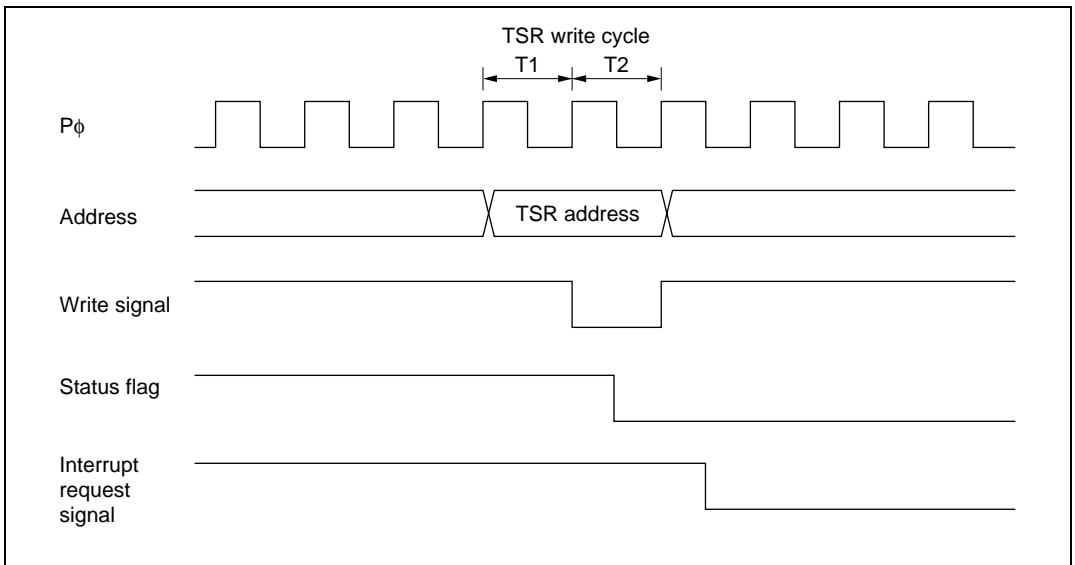 TSR write cycle
T1 T2
Pϕ
Address
TSR address
Write signal
Status flag
Interrupt
request
signal